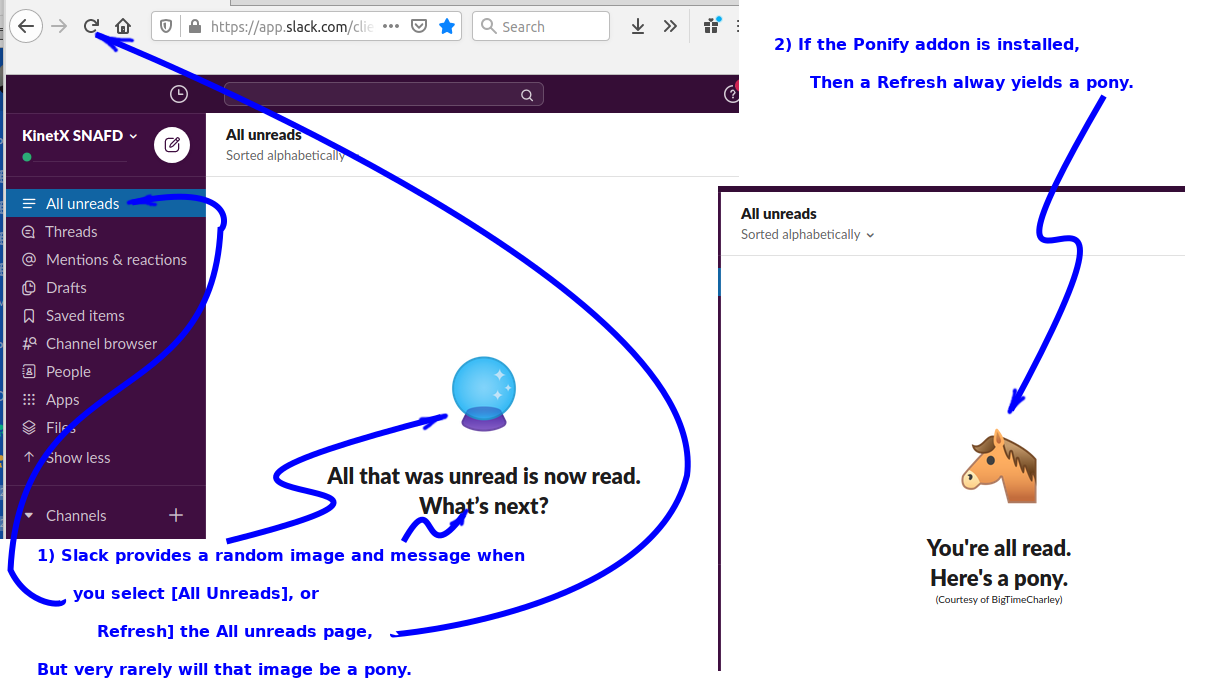 https://app.slack.com/clie
Search
KinetX SNAFD
All unreads
Threads
Mentions & reactions
Drafts
Saved items
Channel browser
People
Apps
Files
Show less
Channels
All unreads
Sorted alphabetically
All that was unread is now read.
What's next?
1) Slack provides a random image and message when
you select [All Unreads], or
Refresh] the All unreads page,
But very rarely will that image be a pony.
2) If the Ponify addon is installed,
Then a Refresh alway yields a pony.
All unreads
Sorted alphabetically
You're all read.
Here's a pony.
(Courtesy of BigTimeCharley)